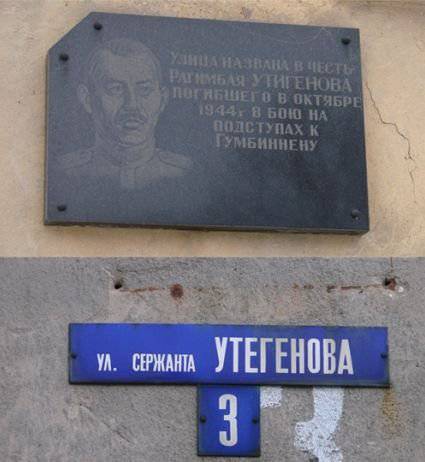 УЛИЦА НАЗВАНА В ЧЕСТЬ
РАГИМБАЯ УТИГЕНОВА
ПОГИБШЕГО В ОКТЯБРЕ
1944г В БОЮ НА
ПОДСТУПАХ К
ГУМБИННЕНУ
УЛ. СЕРЖАНТА УТЕГЕНОВА
3